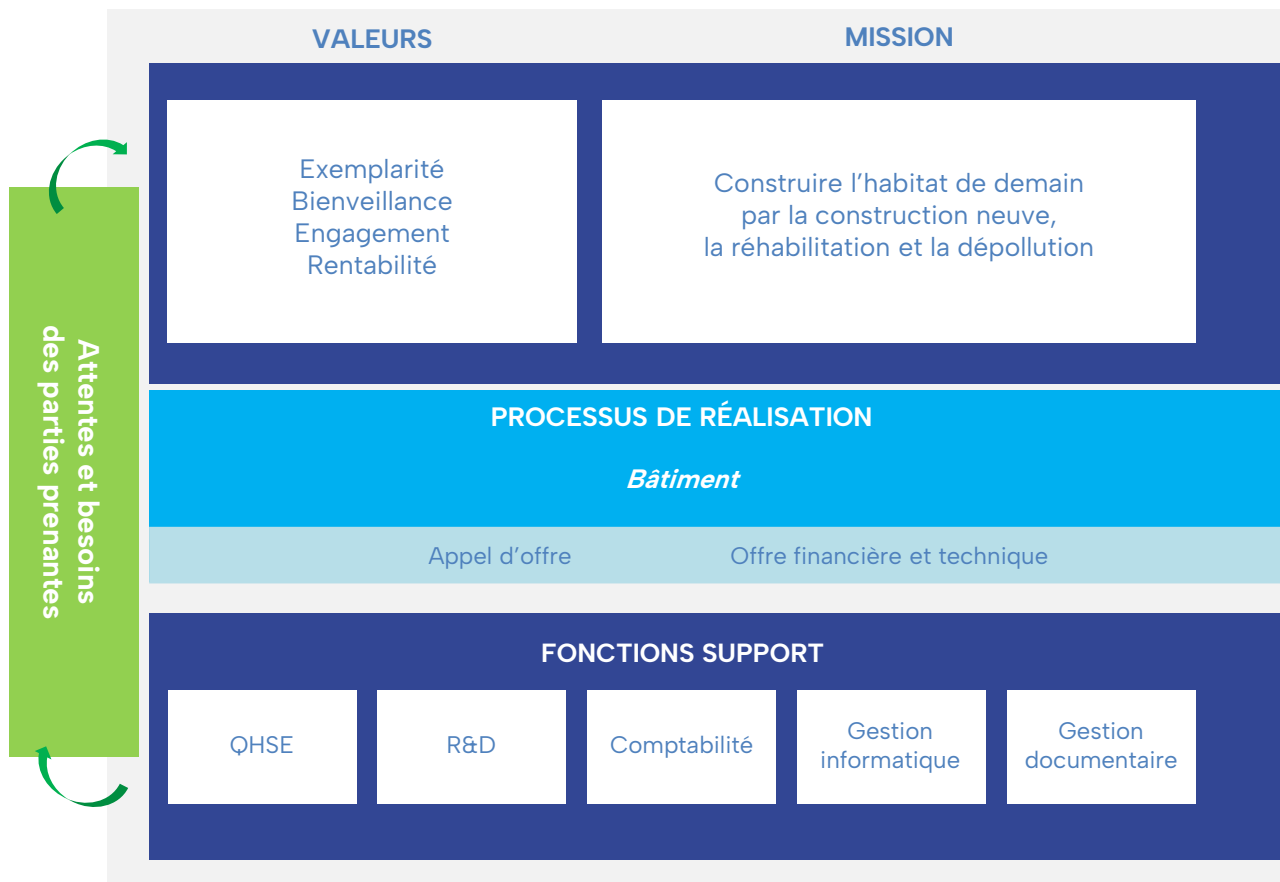 VALEURS
MISSION
Exemplarité
Bienveillance
Engagement
Rentabilité
Construire l’habitat de demain
par la construction neuve,
la réhabilitation et la dépollution
Attentes et besoins
des parties prenantes
PROCESSUS DE RÉALISATION
Bâtiment
Appel d’offre
Offre financière et technique
FONCTIONS SUPPORT
QHSE
R&D
Comptabilité
Gestion
informatique
Gestion
documentaire